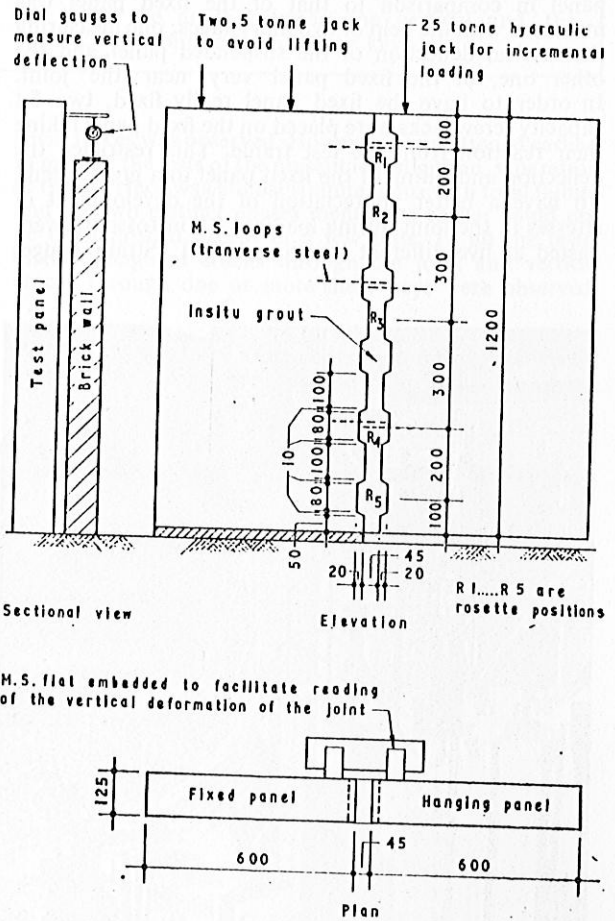 Dial gauges to
measure vertical
deflection
Two, 5 tonne jack
to avoid lifting
25 tonne hydraulic
jack for incremental
loading
Test panel
Brick wall
M.S. loops
(tranverse steel)
Insitu grout
R1
R2
R3
R4
R5
100
200
300
300
200
100
1200
100
80
100
80
10
50
45
20
20
Sectional view
Elevation
R1.....R5 are
rosette positions
M.S. flat embedded to facilitate reading
of the vertical deformation of the joint
125
Fixed panel
Hanging panel
600
45
600
Plan